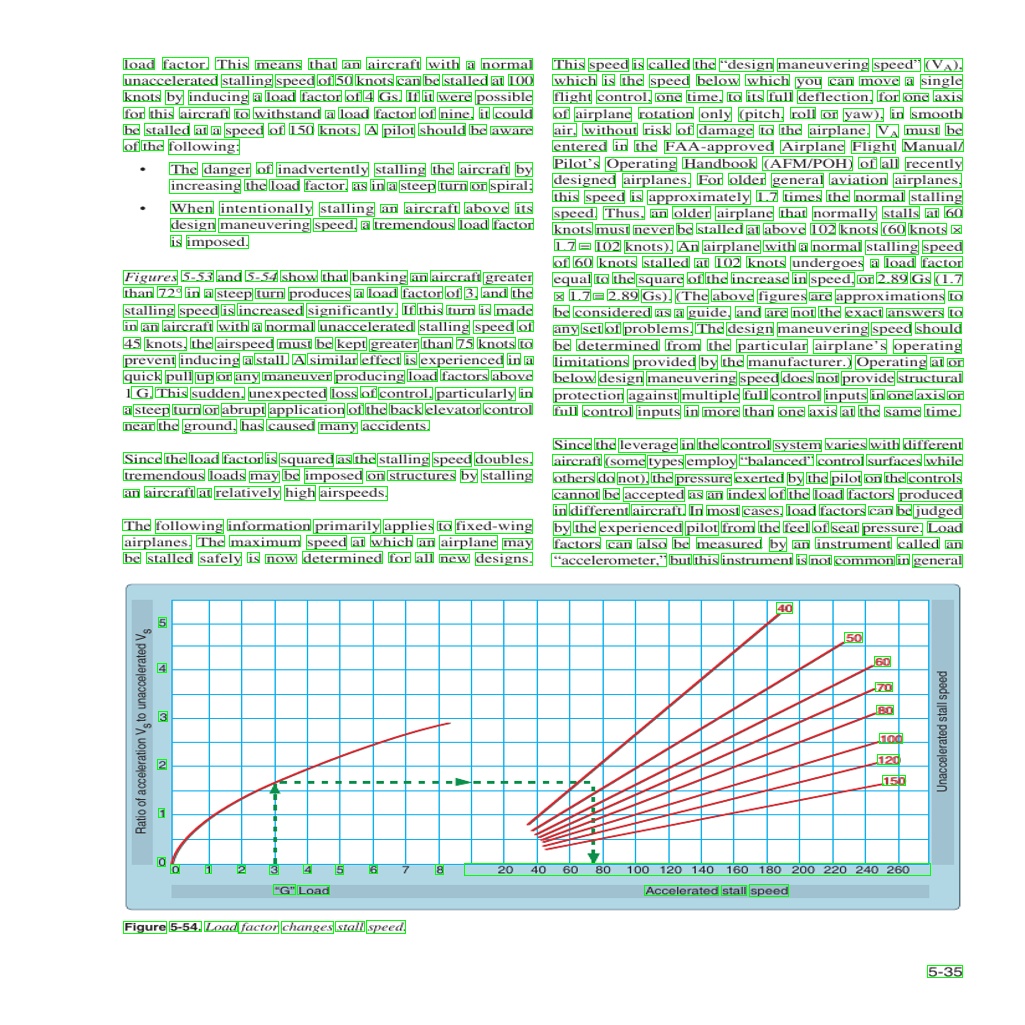 load factor. This means that an aircraft with a normal
unaccelerated stalling speed of 50 knots can be stalled at 100
knots by inducing a load factor of 4 Gs. If it were possible
for this aircraft to withstand a load factor of nine, it could
be stalled at a speed of 150 knots. A pilot should be aware
of the following:
• The danger of inadvertently stalling the aircraft by
increasing the load factor, as in a steep turn or spiral;
• When intentionally stalling an aircraft above its
design maneuvering speed, a tremendous load factor
is imposed.
Figures 5-53 and 5-54 show that banking an aircraft greater
than 72° in a steep turn produces a load factor of 3, and the
stalling speed is increased significantly. If this turn is made
in an aircraft with a normal unaccelerated stalling speed of
45 knots, the airspeed must be kept greater than 75 knots to
prevent inducing a stall. A similar effect is experienced in a
quick pull up or any maneuver producing load factors above
1 G. This sudden, unexpected loss of control, particularly in
a steep turn or abrupt application of the back elevator control
near the ground, has caused many accidents.
Since the load factor is squared as the stalling speed doubles,
tremendous loads may be imposed on structures by stalling
an aircraft at relatively high airspeeds.
The following information primarily applies to fixed-wing
airplanes. The maximum speed at which an airplane may
be stalled safely is now determined for all new designs.
This speed is called the “design maneuvering speed” (VA),
which is the speed below which you can move a single
flight control, one time, to its full deflection, for one axis
of airplane rotation only (pitch, roll or yaw), in smooth
air, without risk of damage to the airplane. VA must be
entered in the FAA-approved Airplane Flight Manual/
Pilot’s Operating Handbook (AFM/POH) of all recently
designed airplanes. For older general aviation airplanes,
this speed is approximately 1.7 times the normal stalling
speed. Thus, an older airplane that normally stalls at 60
knots must never be stalled at above 102 knots (60 knots ×
1.7 = 102 knots). An airplane with a normal stalling speed
of 60 knots stalled at 102 knots undergoes a load factor
equal to the square of the increase in speed, or 2.89 Gs (1.7
× 1.7 = 2.89 Gs). (The above figures are approximations to
be considered as a guide, and are not the exact answers to
any set of problems. The design maneuvering speed should
be determined from the particular airplane’s operating
limitations provided by the manufacturer.) Operating at or
below design maneuvering speed does not provide structural
protection against multiple full control inputs in one axis or
full control inputs in more than one axis at the same time.
Since the leverage in the control system varies with different
aircraft (some types employ “balanced” control surfaces while
others do not), the pressure exerted by the pilot on the controls
cannot be accepted as an index of the load factors produced
in different aircraft. In most cases, load factors can be judged
by the experienced pilot from the feel of seat pressure. Load
factors can also be measured by an instrument called an
“accelerometer,” but this instrument is not common in general
Ratio of acceleration Vs to unaccelerated Vs
5
4
3
2
1
0
40
50
60
70
80
100
120
150
Unaccelerated stall speed
0 1 2 3 4 5 6 7 8 20 40 60 80 100 120 140 160 180 200 220 240 260
“G” Load
Accelerated stall speed
Figure 5-54. Load factor changes stall speed.
5-35